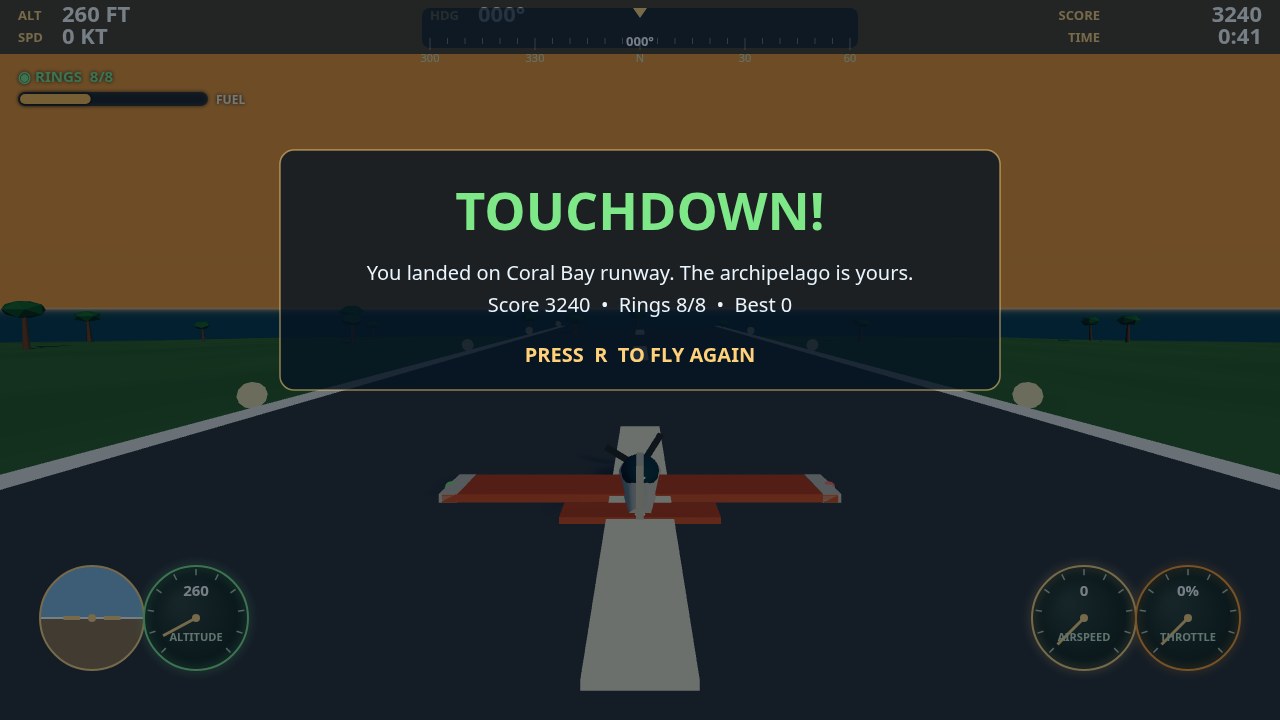 ALT 260 FT
SPD 0 KT
HDG 000°
000°
300 330 N 30 60
SCORE 3240
TIME 0:41
◉ RINGS 8/8
FUEL
TOUCHDOWN!
You landed on Coral Bay runway. The archipelago is yours.
Score 3240 • Rings 8/8 • Best 0
PRESS R TO FLY AGAIN
260
ALTITUDE
0
AIRSPEED
0%
THROTTLE